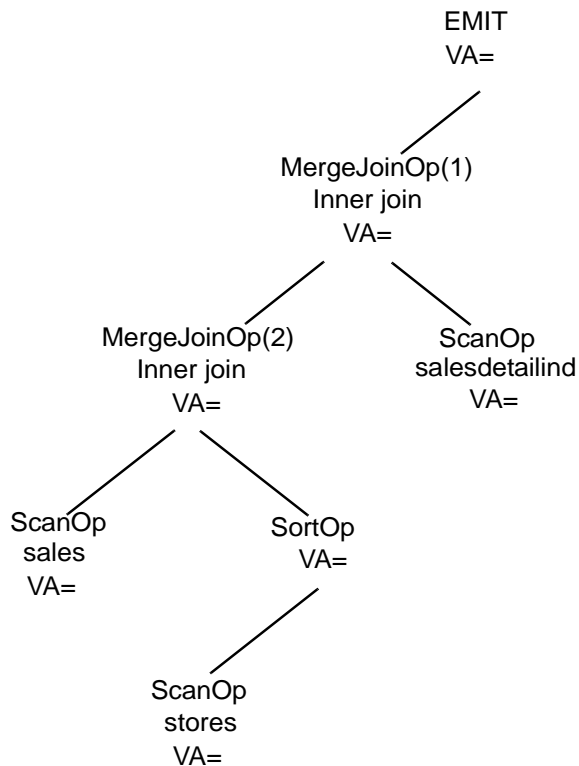 EMIT
VA=
MergeJoinOp(1)
Inner join
VA=
MergeJoinOp(2)
Inner join
VA=
ScanOp
salesdetailind
VA=
ScanOp
sales
VA=
SortOp
VA=
ScanOp
stores
VA=